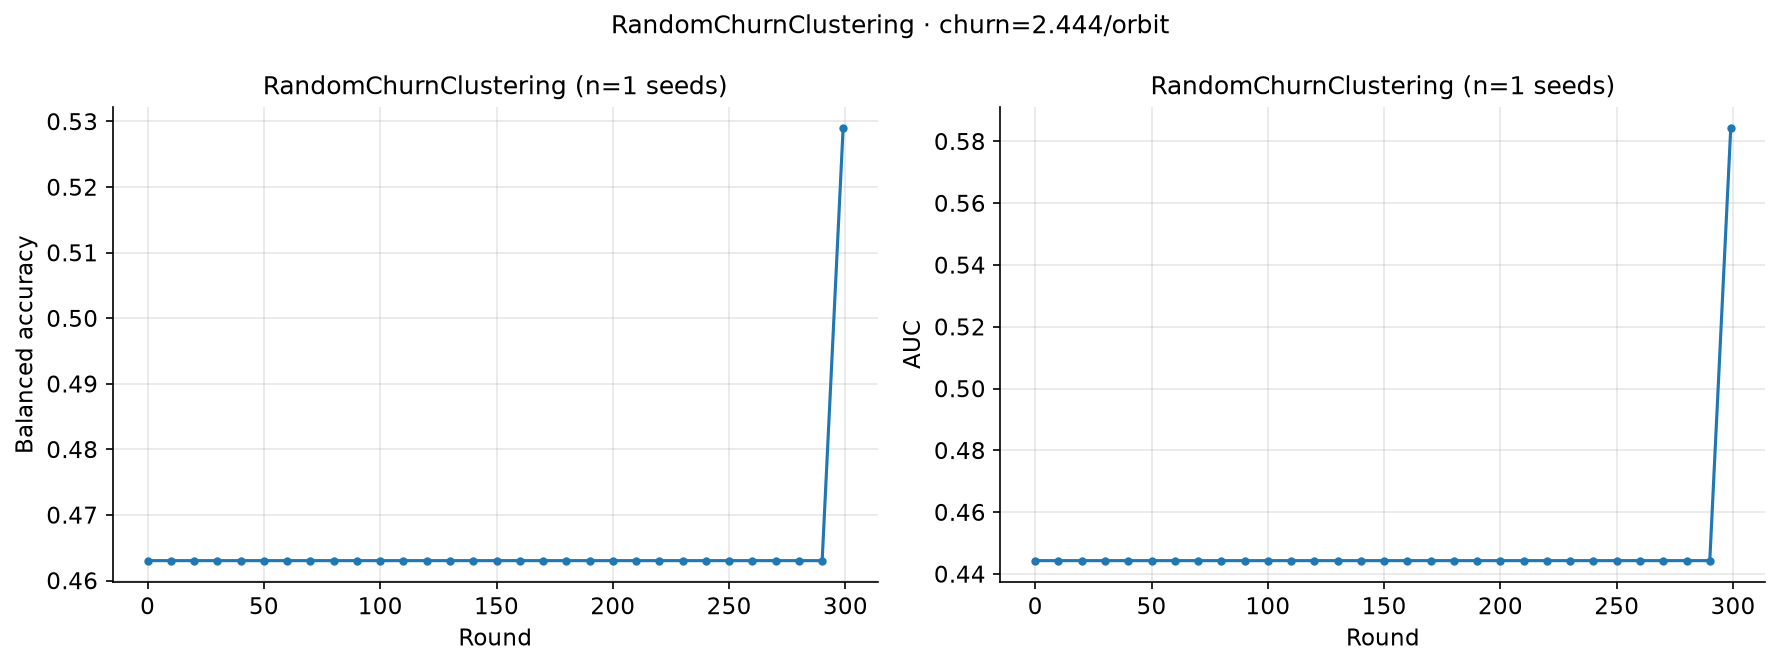 RandomChurnClustering · churn=2.444/orbit
RandomChurnClustering (n=1 seeds)
0.53
0.52
0.51
0.50
0.49
0.48
0.47
0.46
Balanced accuracy
0 50 100 150 200 250 300
Round
RandomChurnClustering (n=1 seeds)
0.58
0.56
0.54
0.52
0.50
0.48
0.46
0.44
AUC
0 50 100 150 200 250 300
Round